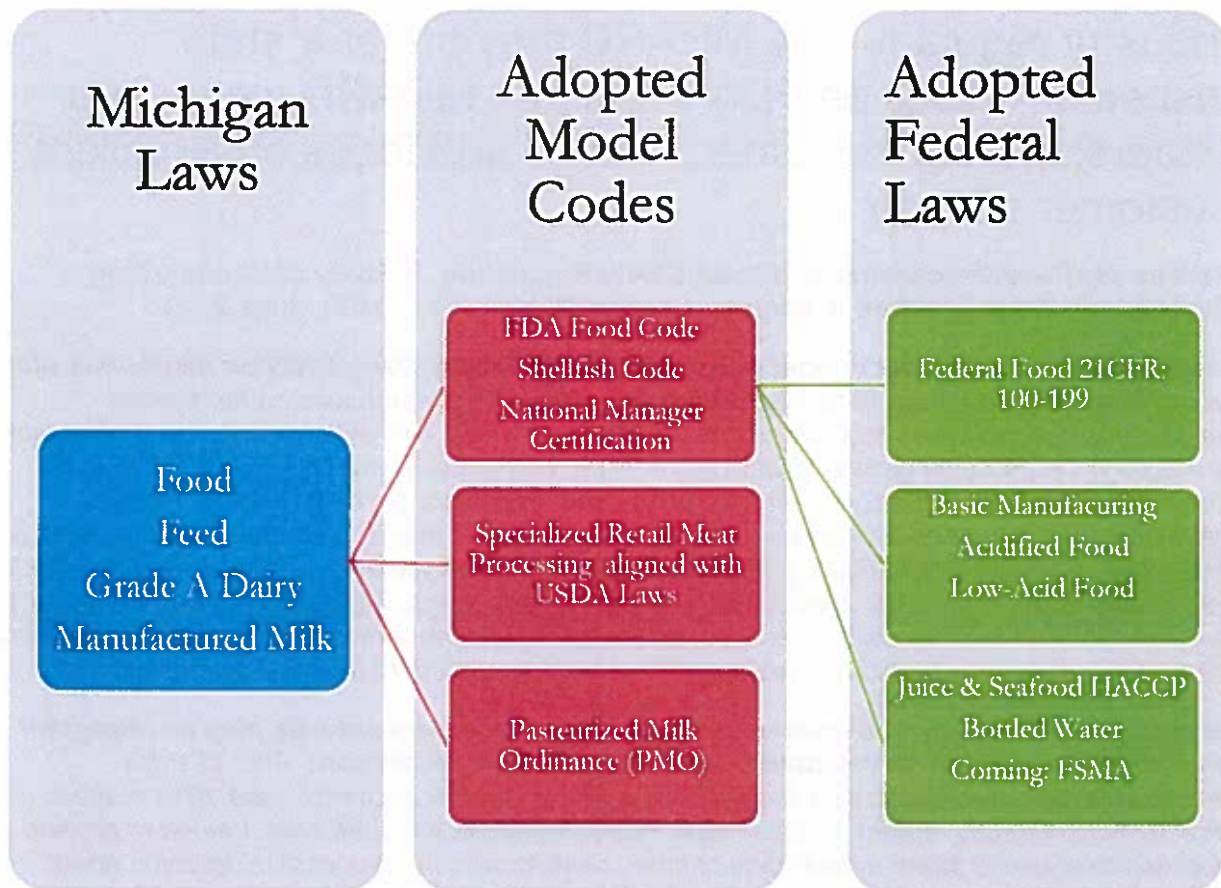 Michigan
Laws
Food
Feed
Grade A Dairy
Manufactured Milk
Adopted
Model
Codes
FDA Food Code
Shellfish Code
National Manager
Certification
Specialized Retail Meat
Processing aligned with
USDA Laws
Pasteurized Milk
Ordinance (PMO)
Adopted
Federal
Laws
Federal Food 21CFR:
100-199
Basic Manufacuring
Acidified Food
Low-Acid Food
Juice & Seafood HACCP
Bottled Water
Coming: FSMA